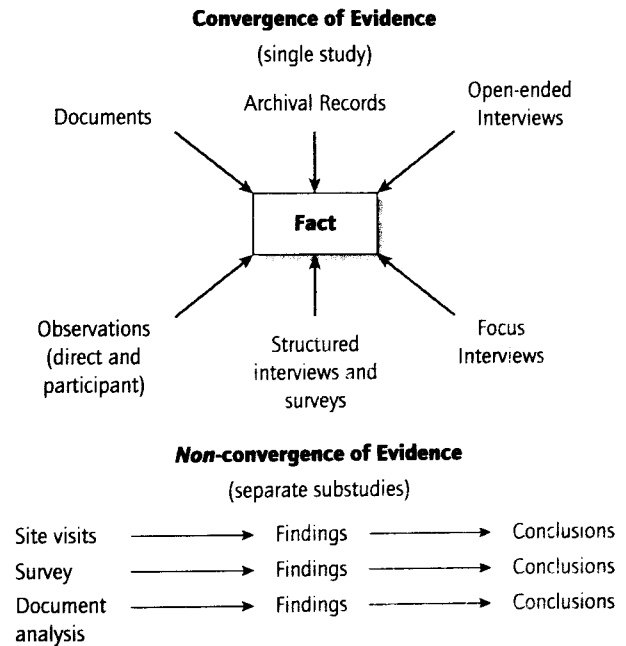 Convergence of Evidence
(single study)
Documents
Archival Records
Open-ended
Interviews
Fact
Observations
(direct and
participant)
Structured
interviews and
surveys
Focus
Interviews
Non-convergence of Evidence
(separate substudies)
Site visits Findings Conclusions
Survey Findings Conclusions
Document Findings Conclusions
analysis